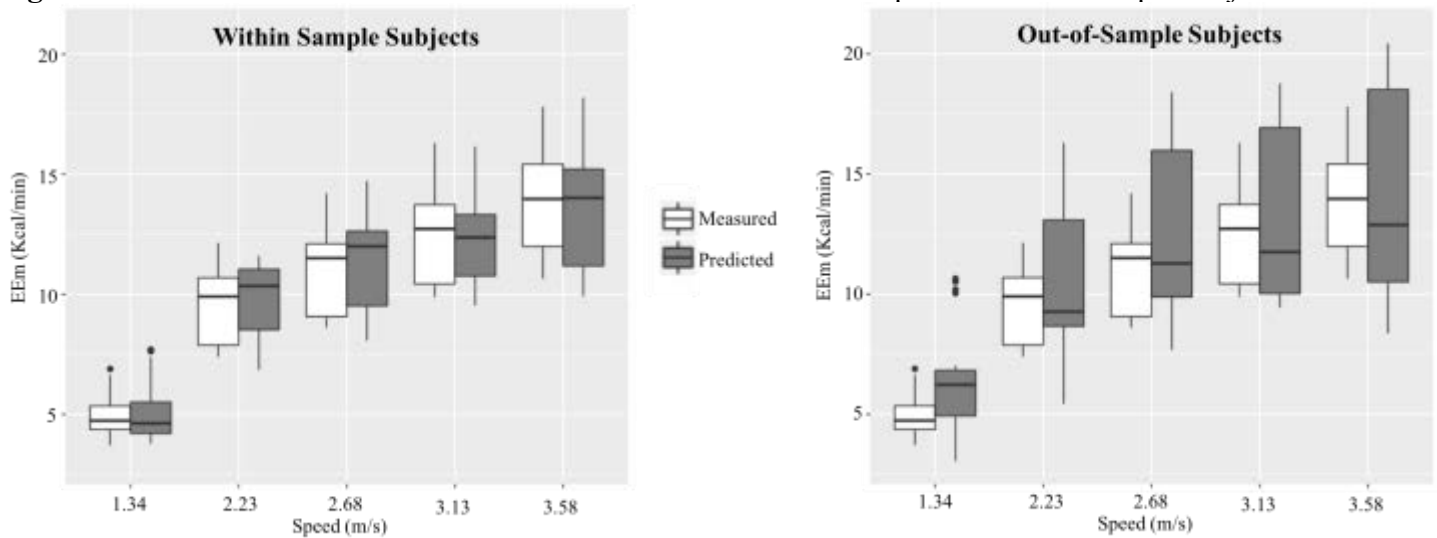 Within Sample Subjects
20
15
10
5
EEm (Kcal/min)
1.34 2.23 2.68 3.13 3.58
Speed (m/s)
Measured
Predicted
Out-of-Sample Subjects
20
15
10
5
EEm (Kcal/min)
1.34 2.23 2.68 3.13 3.58
Speed (m/s)